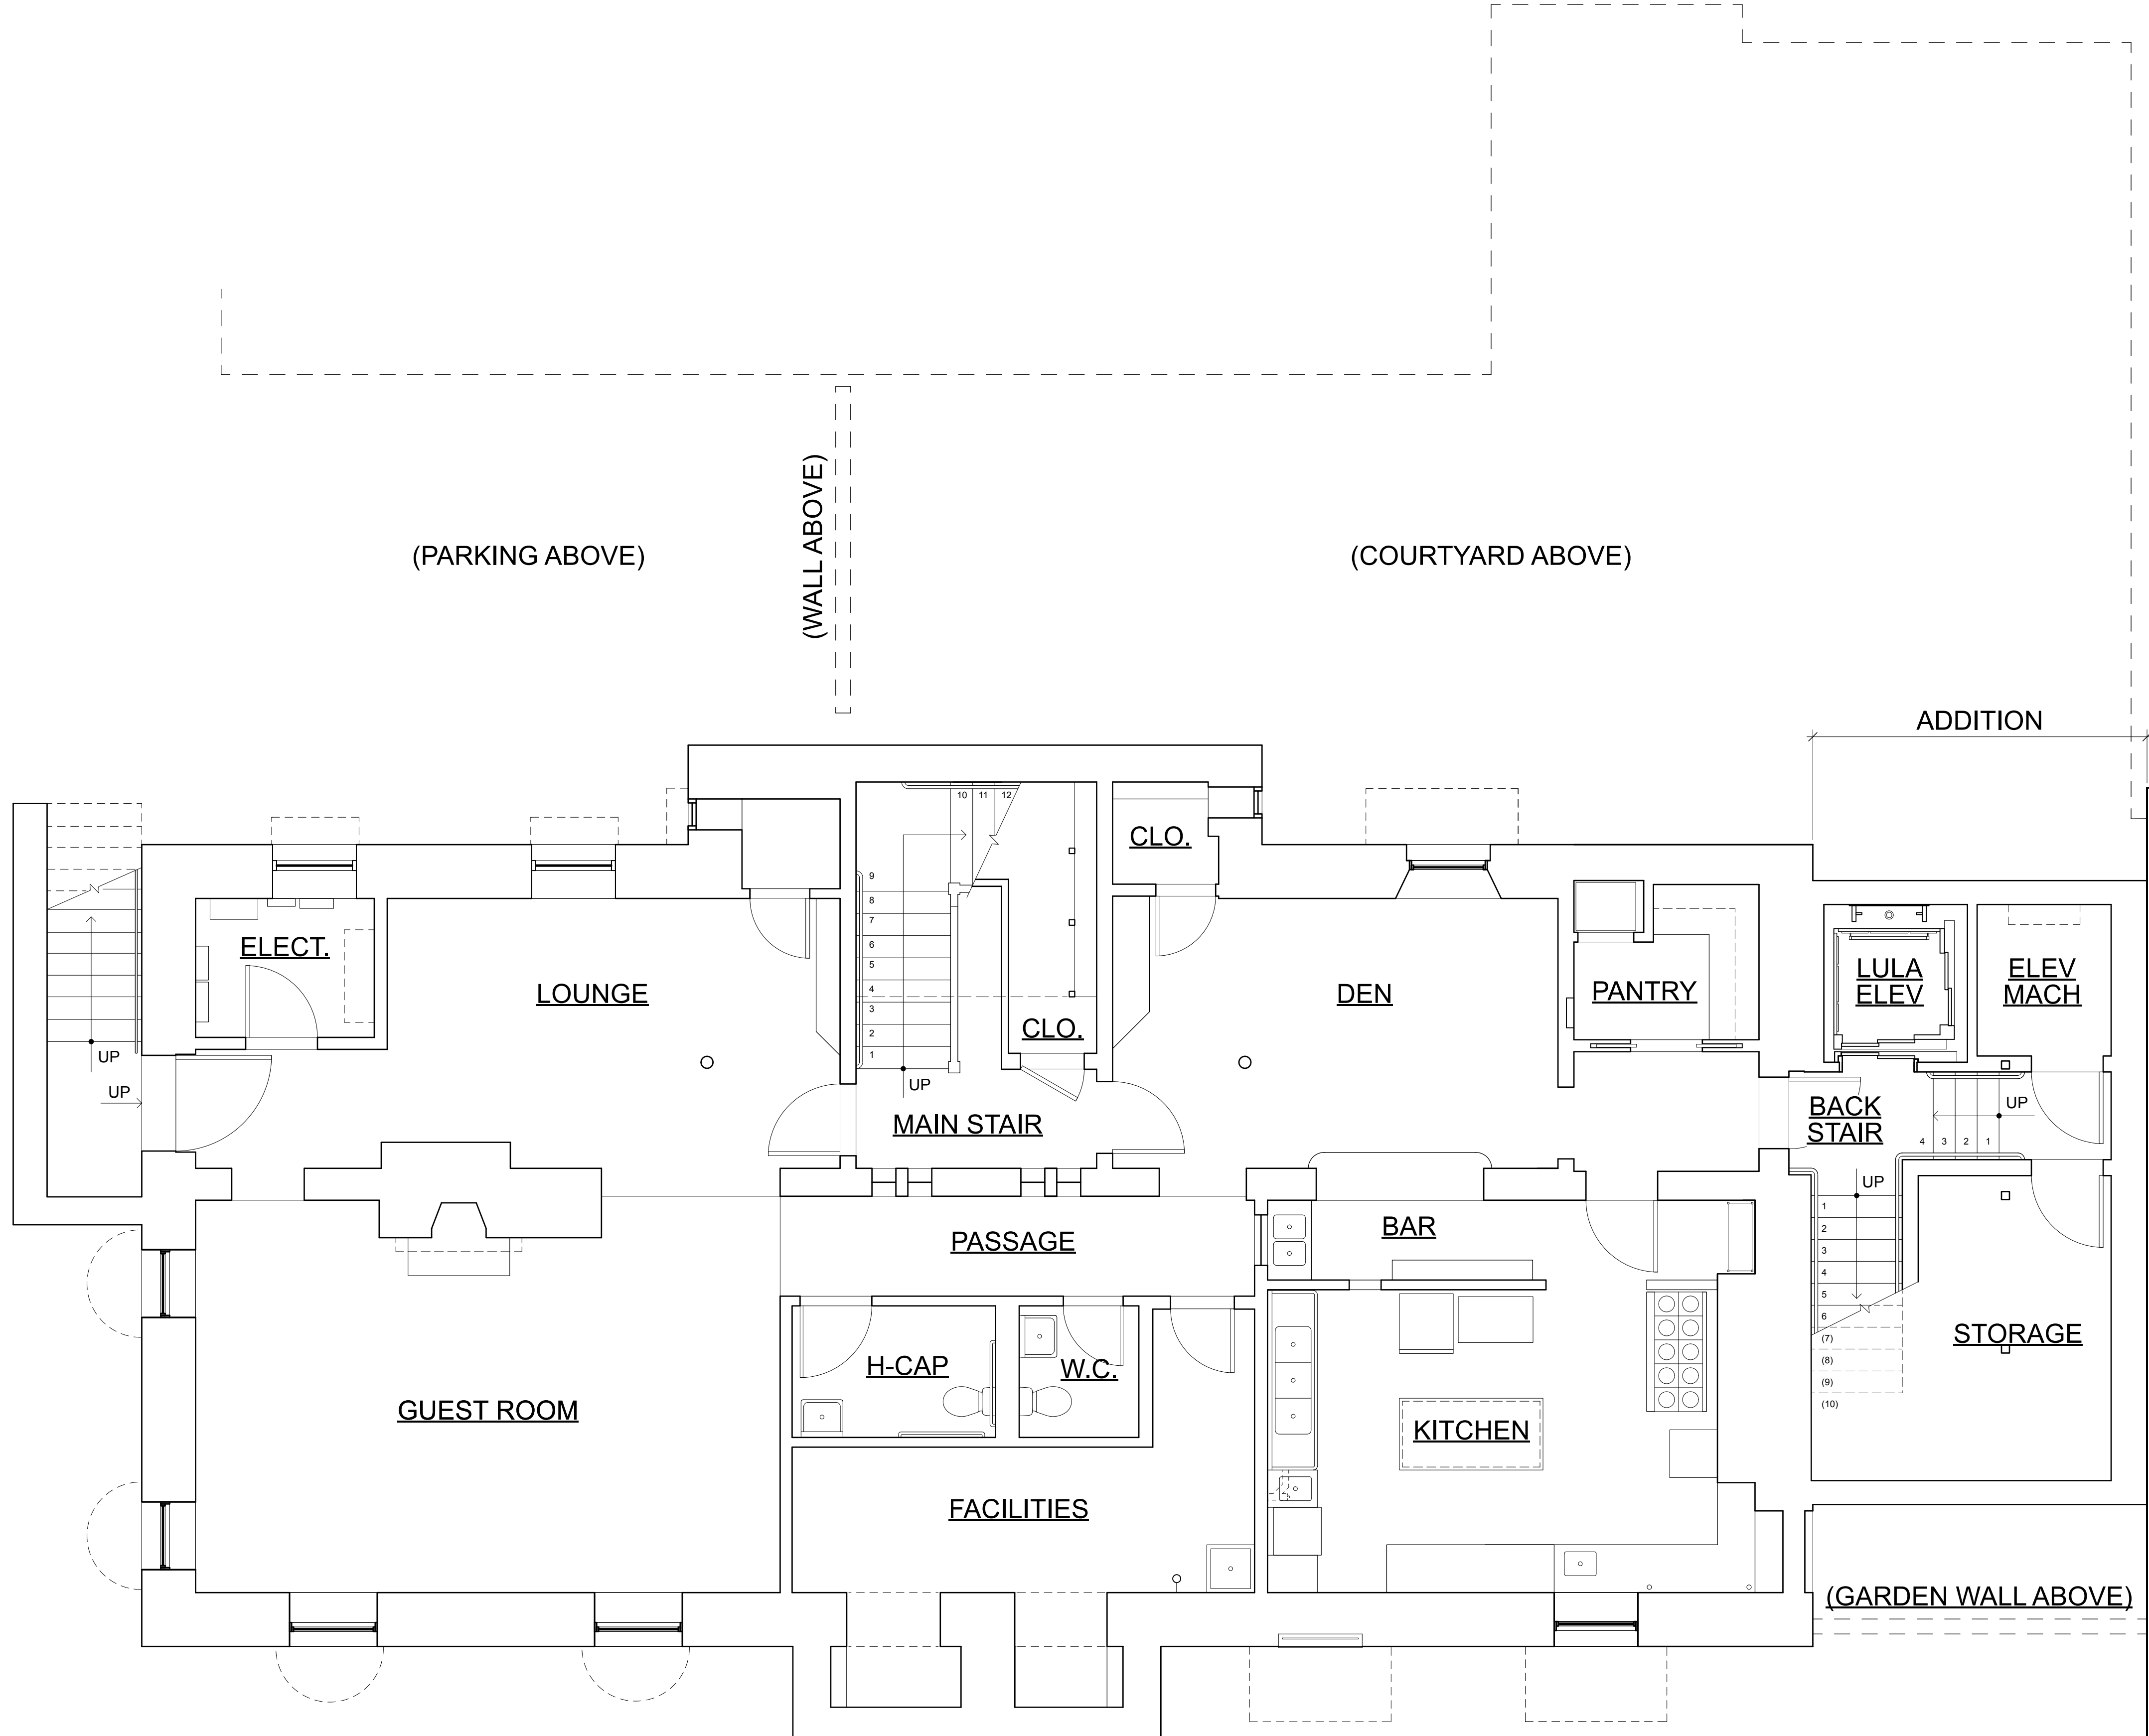 (WALL ABOVE)
(PARKING ABOVE)
(COURTYARD ABOVE)
ADDITION
10 11 12
CLO.
9
8
7
6
5
4
3
2
1
UP
ELECT.
LOUNGE
CLO.
DEN
PANTRY
LULA
ELEV
ELEV
MACH
UP
UP
MAIN STAIR
BACK
STAIR
UP
4 3 2 1
UP
1
2
3
4
5
6
(7)
(8)
(9)
(10)
PASSAGE
BAR
STORAGE
H-CAP
W.C.
GUEST ROOM
KITCHEN
FACILITIES
(GARDEN WALL ABOVE)